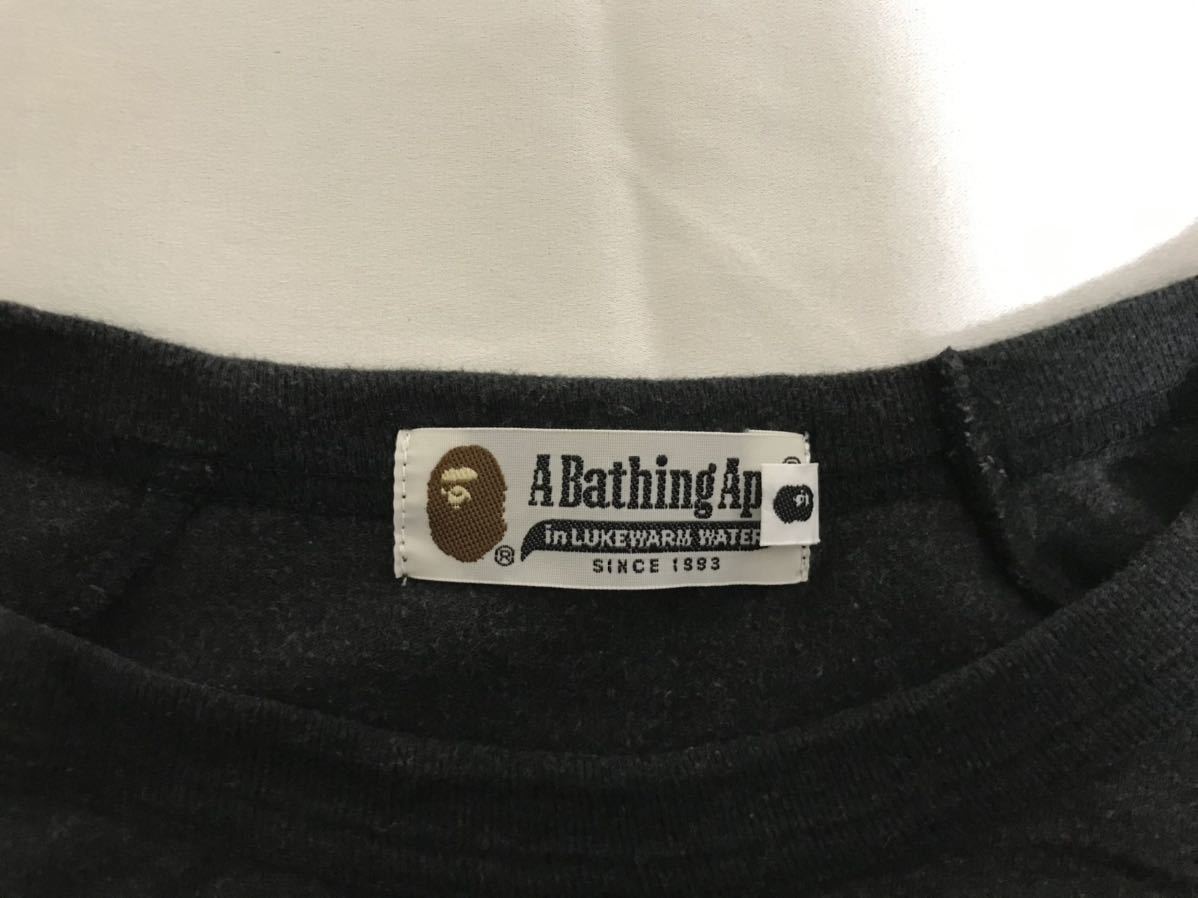 A Bathing Ap
®
in LUKEWARM WATER
®
SINCE 1993